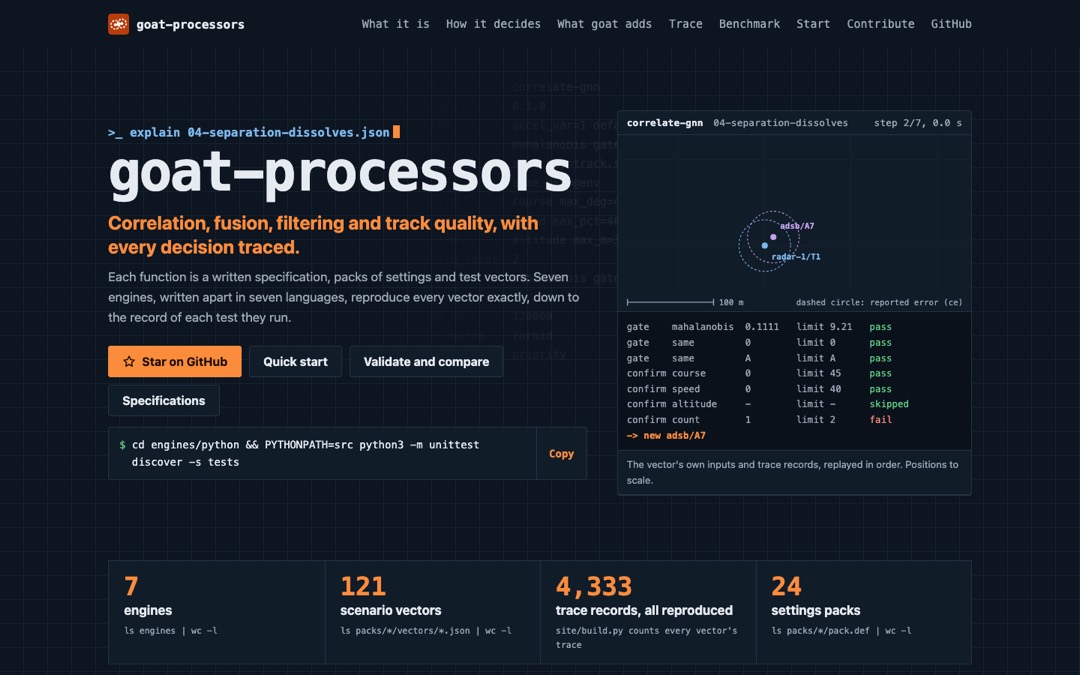 goat-processors
What it is How it decides What goat adds Trace Benchmark Start Contribute GitHub
>_ explain 04-separation-dissolves.json
goat-processors
Correlation, fusion, filtering and track quality, with
every decision traced.
Each function is a written specification, packs of settings and test vectors. Seven
engines, written apart in seven languages, reproduce every vector exactly, down to
the record of each test they run.
Star on GitHub Quick start Validate and compare
Specifications
$ cd engines/python && PYTHONPATH=src python3 -m unittest
discover -s tests
Copy
correlate-gnn 04-separation-dissolves step 2/7, 0.0 s
adsb/A7
radar-1/T1
100 m dashed circle: reported error (ce)
gate mahalanobis 0.1111 limit 9.21 pass
gate same 0 limit 0 pass
gate same A limit A pass
confirm course 0 limit 45 pass
confirm speed 0 limit 40 pass
confirm altitude - limit - skipped
confirm count 1 limit 2 fail
-> new adsb/A7
The vector's own inputs and trace records, replayed in order. Positions to
scale.
7
engines
ls engines | wc -l
121
scenario vectors
ls packs/*/vectors/*.json | wc -l
4,333
trace records, all reproduced
site/build.py counts every vector's
trace
24
settings packs
ls packs/*/pack.def | wc -l
correlate-gnn
0.1.0